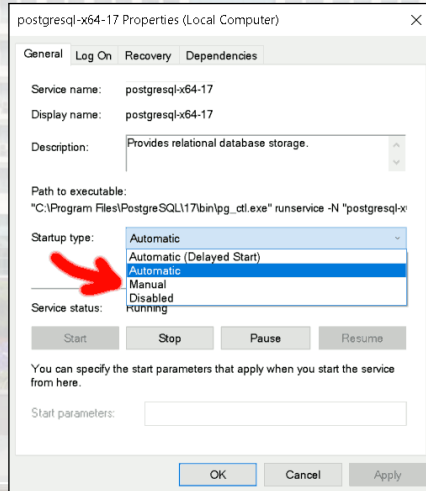 postgresql-x64-17 Properties (Local Computer)
General Log On Recovery Dependencies
Service name: postgresql-x64-17
Display name: postgresql-x64-17
Description: Provides relational database storage.
Path to executable:
"C:\Program Files\PostgreSQL\17\bin\pg_ctl.exe" runservice -N "postgresql-x
Startup type: Automatic
Automatic (Delayed Start)
Automatic
Manual
Disabled
Service status: Running
Start Stop Pause Resume
You can specify the start parameters that apply when you start the service
from here.
Start parameters:
OK Cancel Apply